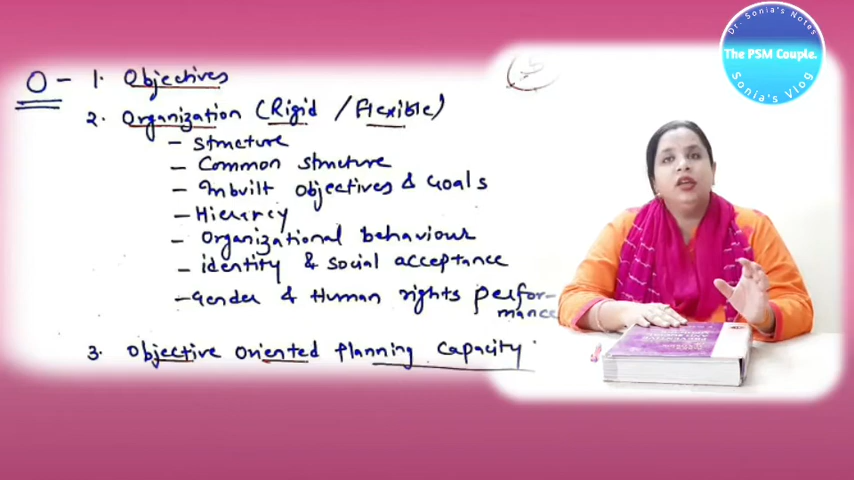 O - 1. Objectives
2. Organization (Rigid / Flexible)
- Structure
- Common structure
- Inbuilt objectives & Goals
- Hierarcy
- Organizational behaviour
- identity & social acceptance
- Gender & Human rights perfor-
mance
3. Objective Oriented Planning Capacity
Dr. Sonia's Notes
The PSM Couple.
Sonia's Vlog